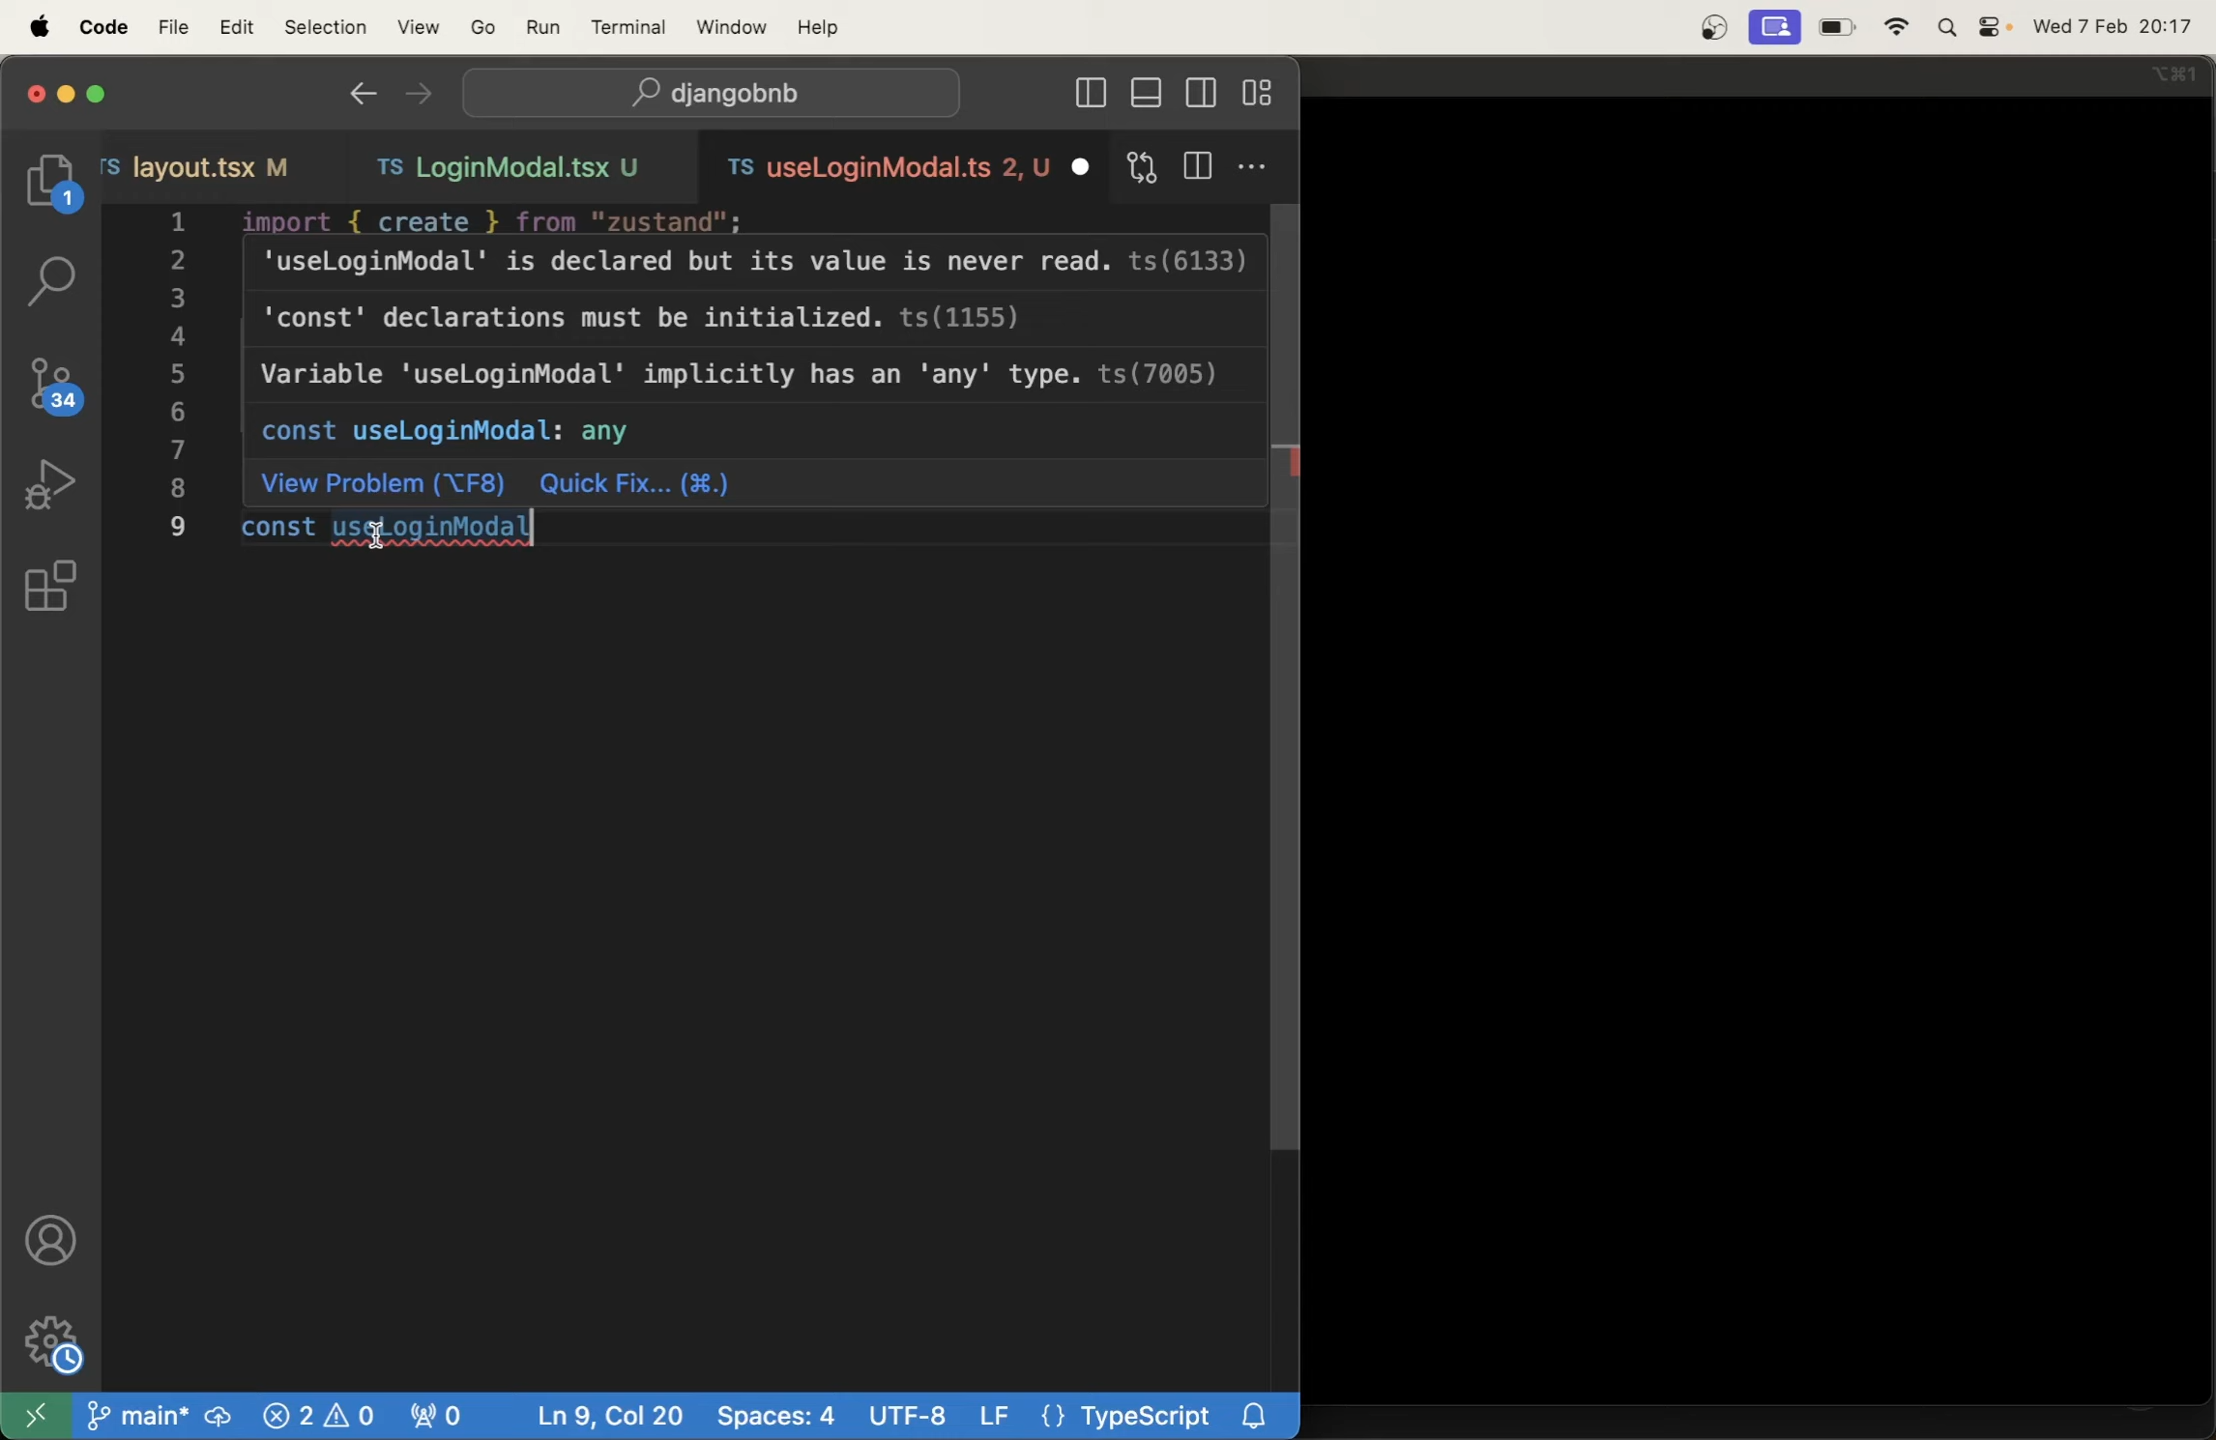 Code File Edit Selection View Go Run Terminal Window Help Wed 7 Feb 20:17
djangobnb
⌥⌘1
TS layout.tsx M TS LoginModal.tsx U TS useLoginModal.ts 2, U
1 import { create } from "zustand";
2 'useLoginModal' is declared but its value is never read. ts(6133)
3 'const' declarations must be initialized. ts(1155)
4
5 Variable 'useLoginModal' implicitly has an 'any' type. ts(7005)
6 const useLoginModal: any
7
8 View Problem (⌥F8) Quick Fix... (⌘.)
9 const useLoginModal
1
34
main* 2 0 0 Ln 9, Col 20 Spaces: 4 UTF-8 LF {} TypeScript